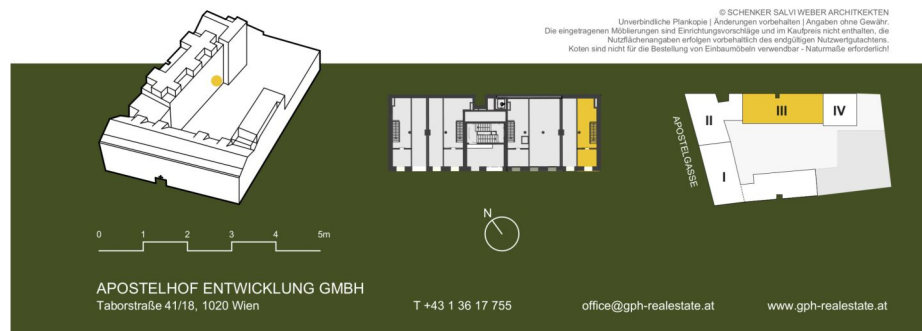 © SCHENKER SALVI WEBER ARCHITKEKTEN
Unverbindliche Plankopie | Änderungen vorbehalten | Angaben ohne Gewähr.
Die eingetragenen Möblierungen sind Einrichtungsvorschläge und im Kaufpreis nicht enthalten, die
Nutzflächenangaben erfolgen vorbehaltlich des endgültigen Nutzwertgutachtens.
Koten sind nicht für die Bestellung von Einbaumöbeln verwendbar - Naturmaße erforderlich!
II
III
IV
APOSTELGASSE
I
N
0 1 2 3 4 5m
APOSTELHOF ENTWICKLUNG GMBH
Taborstraße 41/18, 1020 Wien
T +43 1 36 17 755
office@gph-realestate.at
www.gph-realestate.at